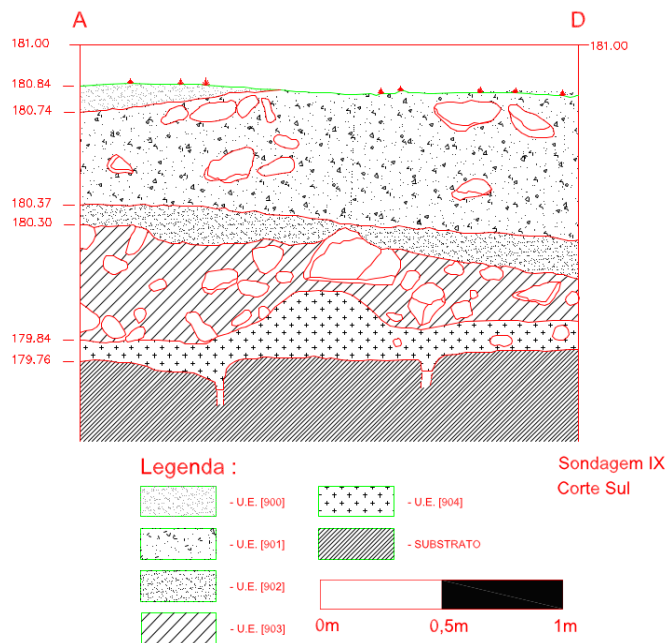 A D
181.00 181.00
180.84
180.74
180.37
180.30
179.84
179.76
Legenda :
- U.E. [900]
- U.E. [901]
- U.E. [902]
- U.E. [903]
- U.E. [904]
- SUBSTRATO
Sondagem IX
Corte Sul
0m 0,5m 1m